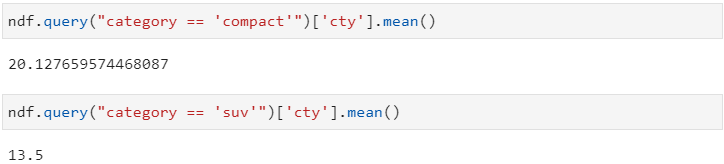 ndf.query("category == 'compact'")['cty'].mean()
20.127659574468087
ndf.query("category == 'suv'")['cty'].mean()
13.5